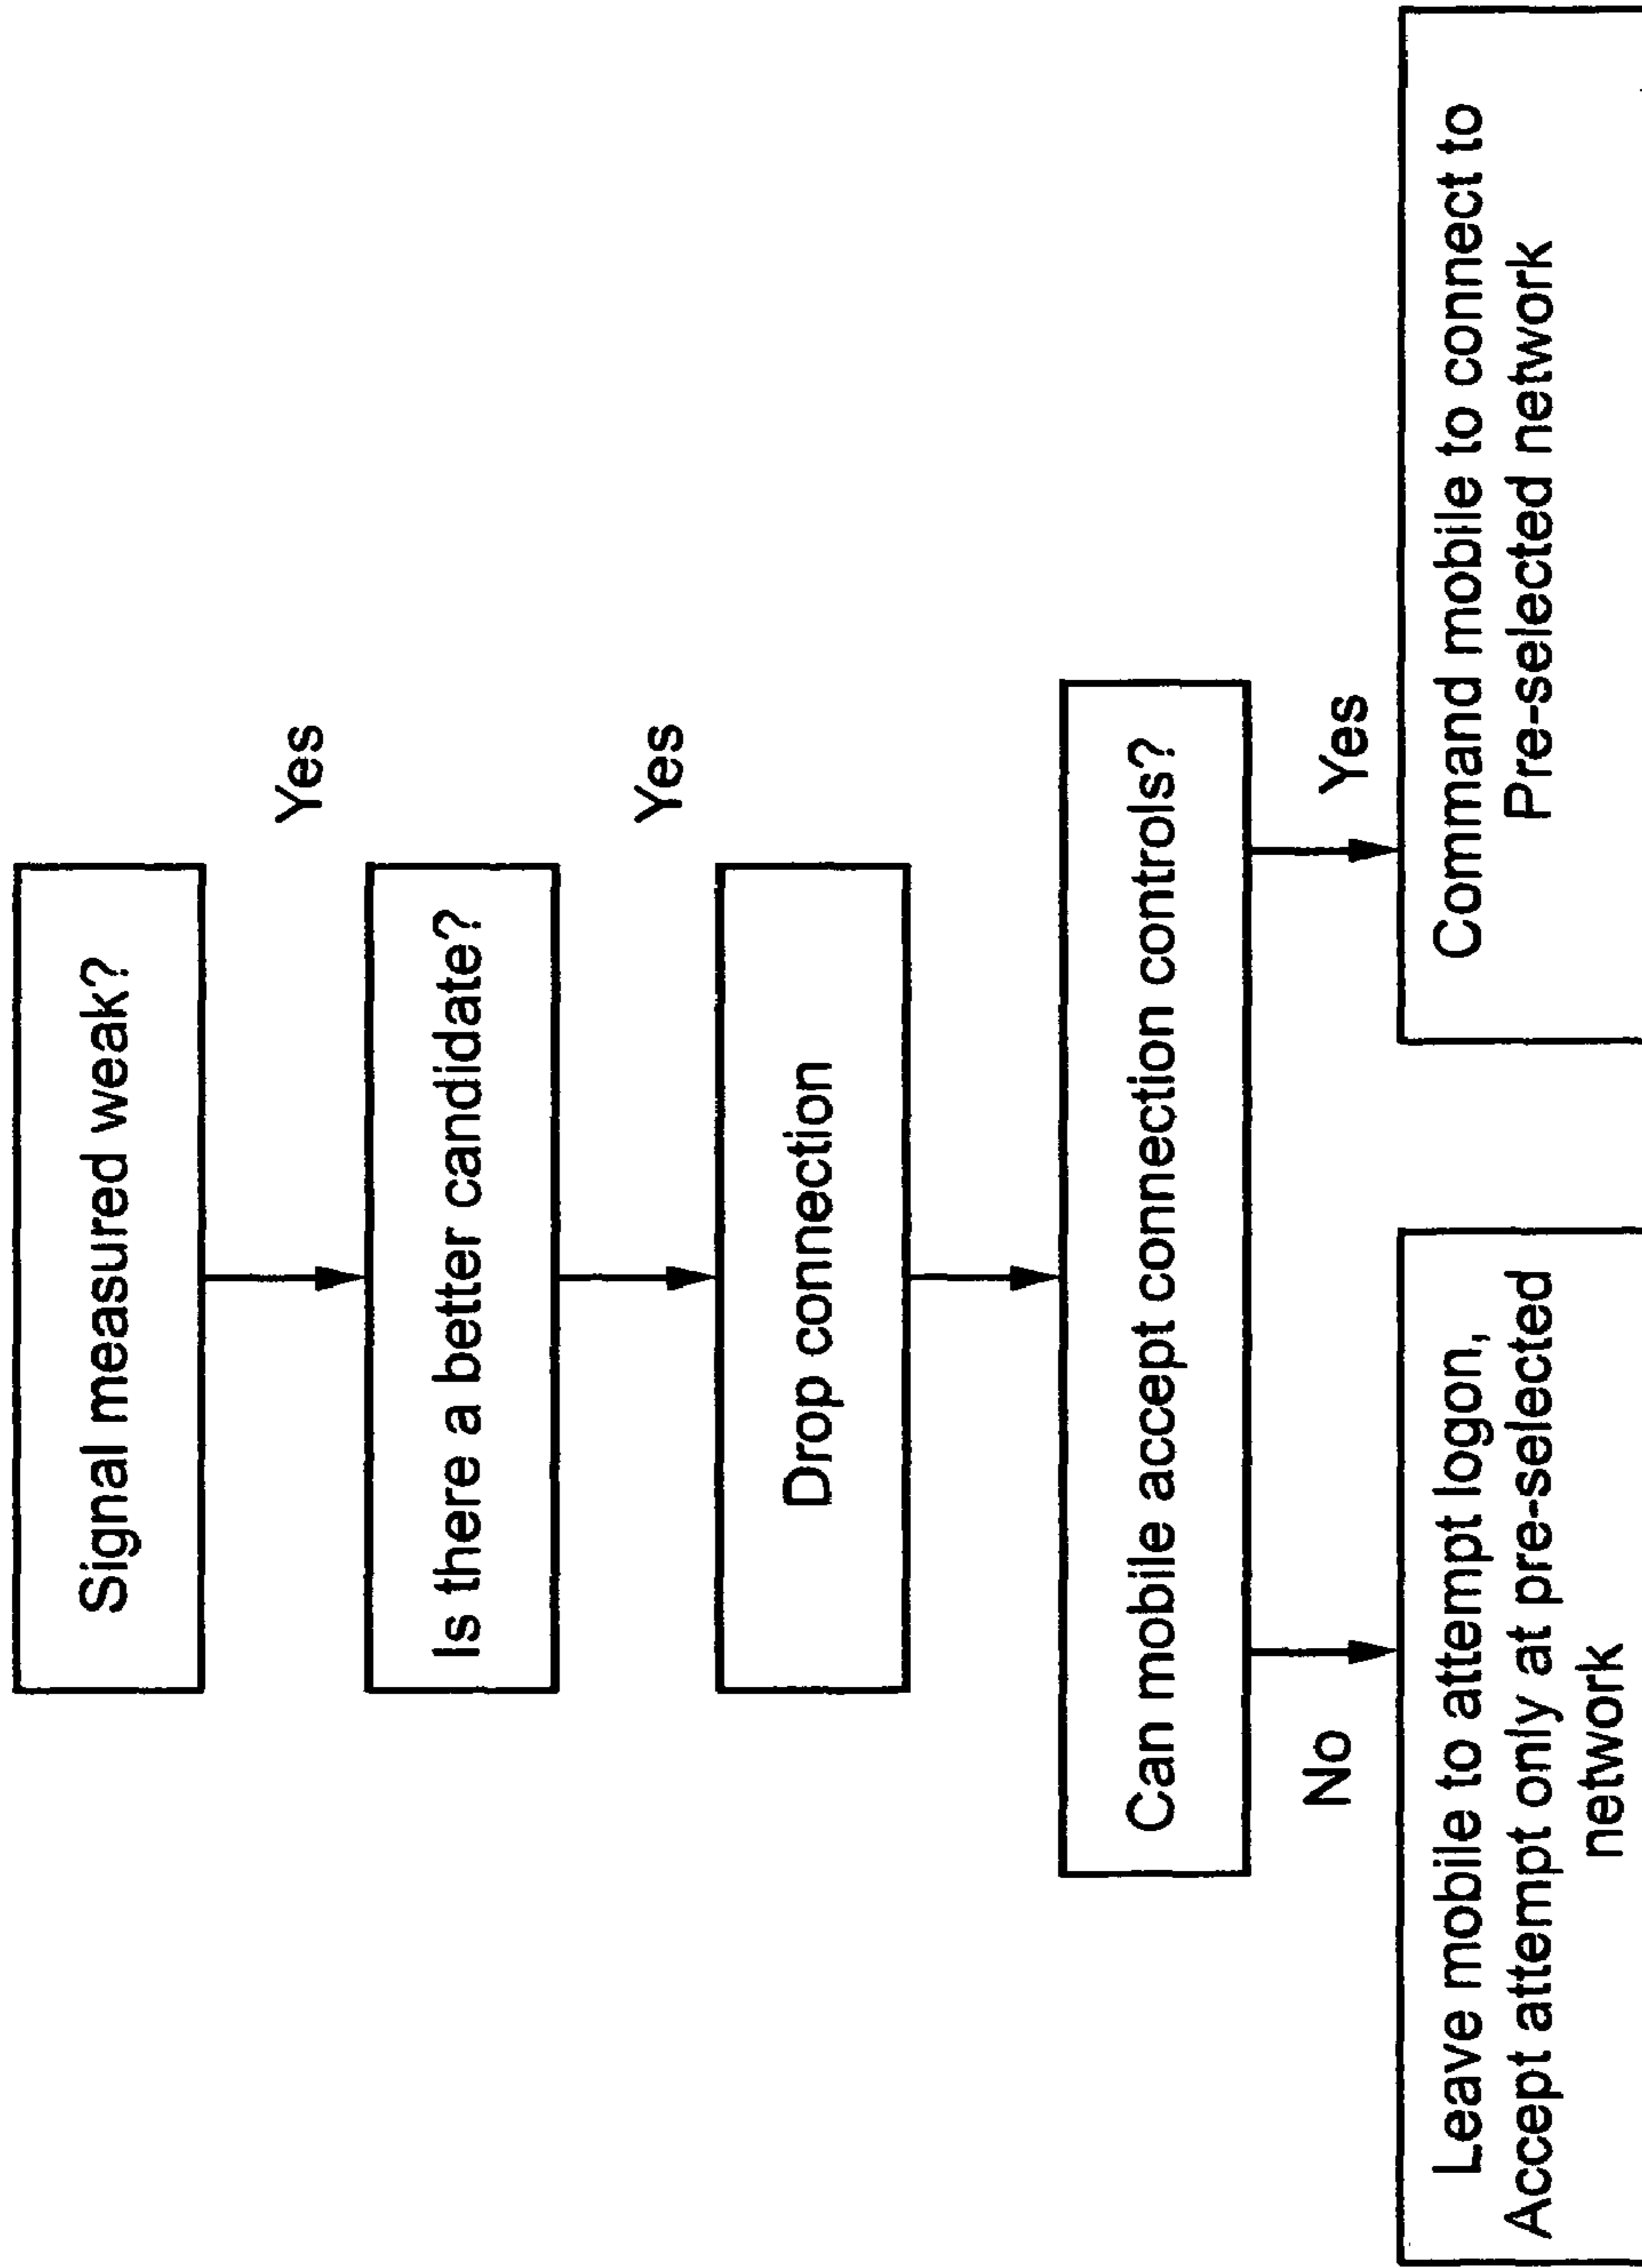 Signal measured weak?
Yes
Is there a better candidate?
Yes
Drop connection
Can mobile accept connection controls?
No
Yes
Leave mobile to attempt logon,
Accept attempt only at pre-selected
network
Command mobile to connect to
Pre-selected network